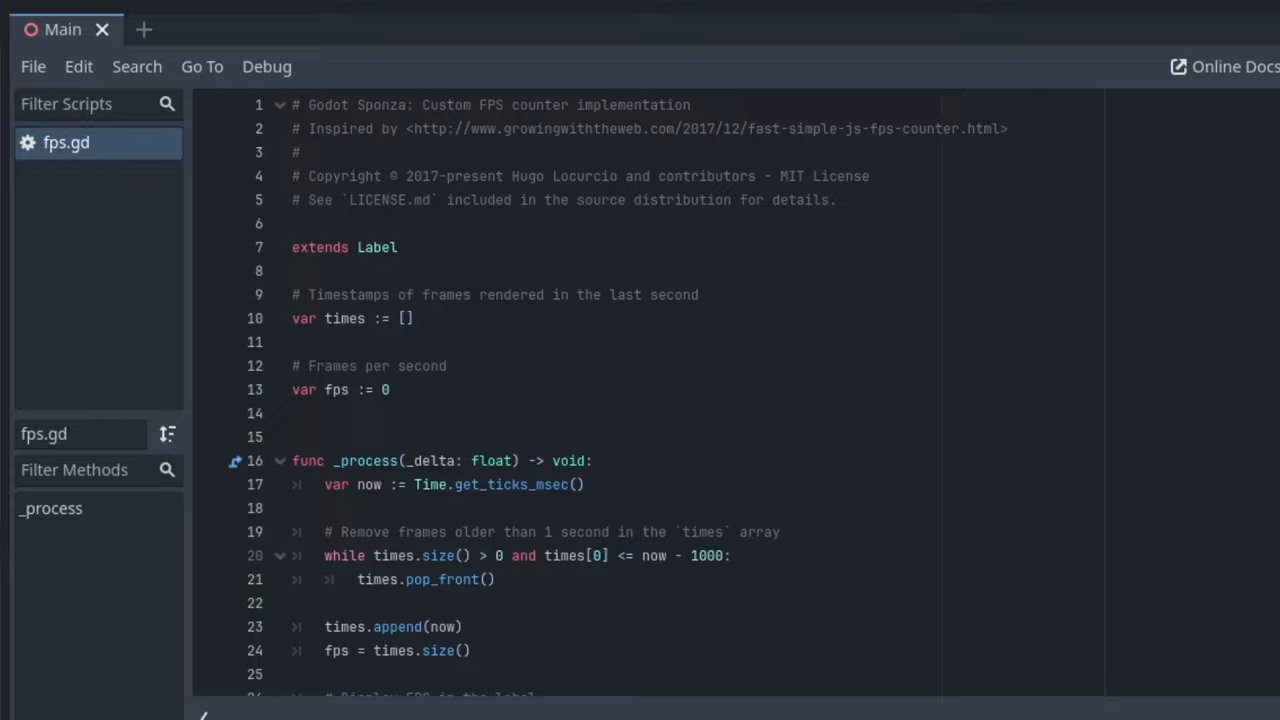 Main
File Edit Search Go To Debug
Online Docs
Filter Scripts
fps.gd
fps.gd
Filter Methods
_process
1 # Godot Sponza: Custom FPS counter implementation
2 # Inspired by <http://www.growingwiththeweb.com/2017/12/fast-simple-js-fps-counter.html>
3 #
4 # Copyright © 2017-present Hugo Locurcio and contributors - MIT License
5 # See `LICENSE.md` included in the source distribution for details.
6
7 extends Label
8
9 # Timestamps of frames rendered in the last second
10 var times := []
11
12 # Frames per second
13 var fps := 0
14
15
16 func _process(_delta: float) -> void:
17 var now := Time.get_ticks_msec()
18
19 # Remove frames older than 1 second in the `times` array
20 while times.size() > 0 and times[0] <= now - 1000:
21 times.pop_front()
22
23 times.append(now)
24 fps = times.size()
25
26 # Display FPS in the label